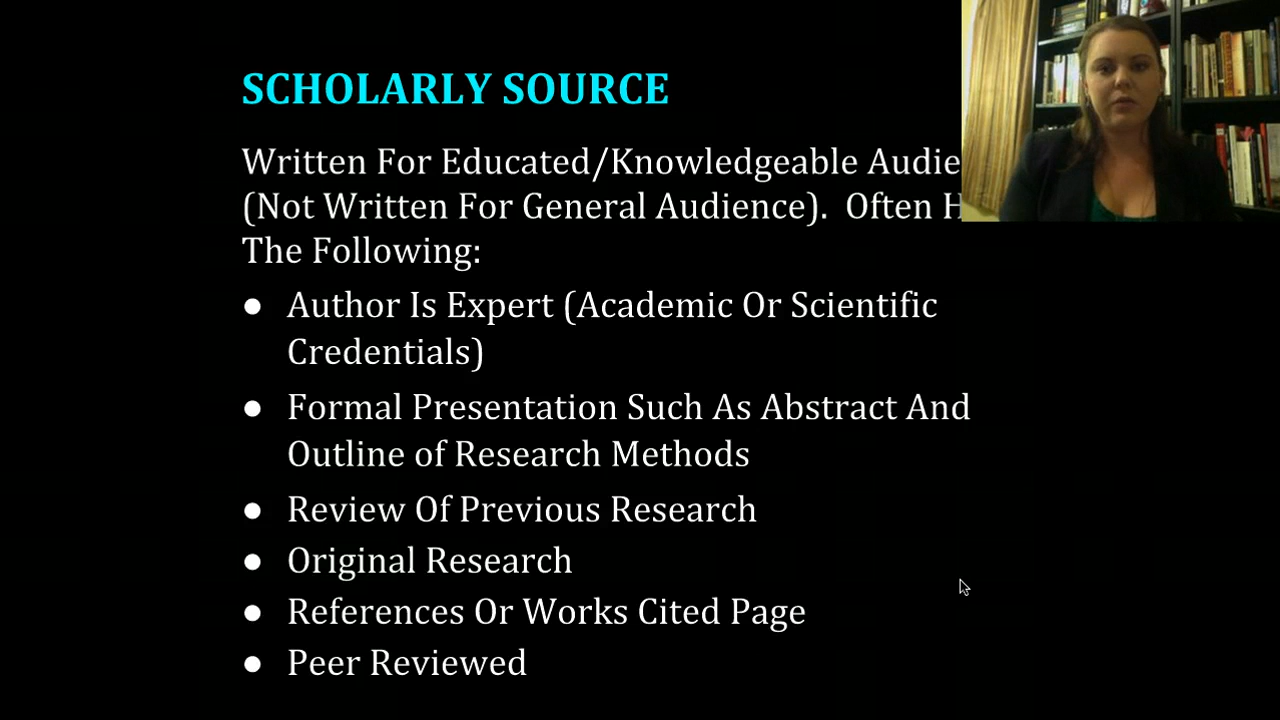 SCHOLARLY SOURCE
Written For Educated/Knowledgeable
(Not Written For General Audience). Often
The Following:
● Author Is Expert (Academic Or Scientific
Credentials)
● Formal Presentation Such As Abstract And
Outline of Research Methods
● Review Of Previous Research
● Original Research
● References Or Works Cited Page
● Peer Reviewed